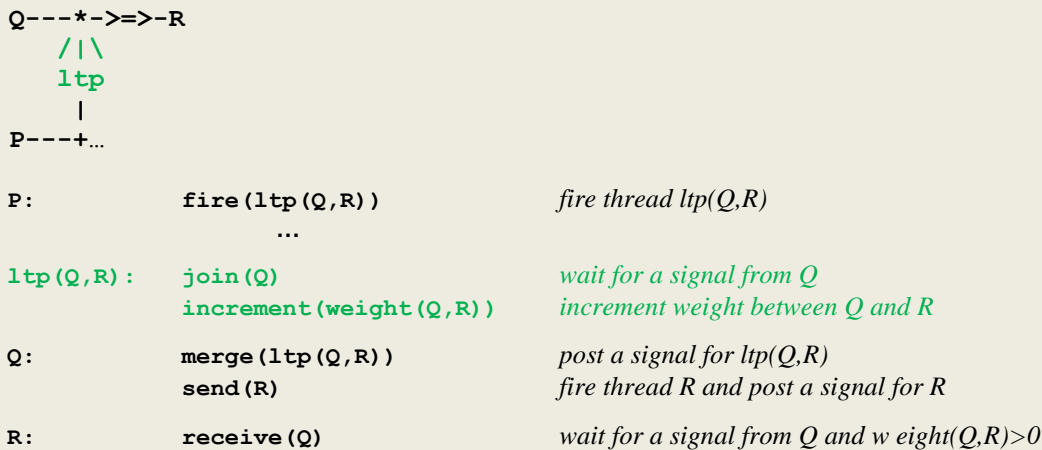 Q---*->=>-R
/|\
ltp
|
P---+…
P: fire(ltp(Q,R)) fire thread ltp(Q,R)
…
ltp(Q,R): join(Q) wait for a signal from Q
increment(weight(Q,R)) increment weight between Q and R
Q: merge(ltp(Q,R)) post a signal for ltp(Q,R)
send(R) fire thread R and post a signal for R
R: receive(Q) wait for a signal from Q and w eight(Q,R)>0